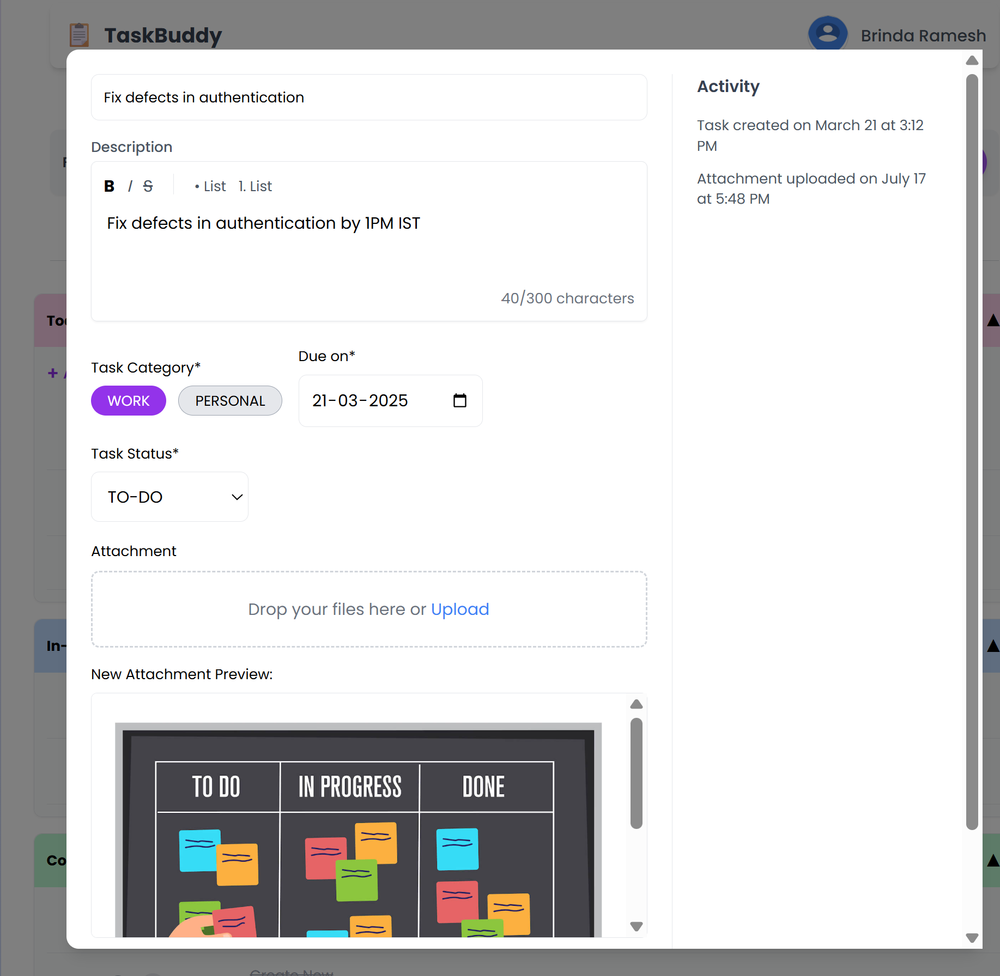 TaskBuddy
Brinda Ramesh
Fix defects in authentication
Description
B I S • List 1. List
Fix defects in authentication by 1PM IST
40/300 characters
Task Category*
WORK PERSONAL
Due on*
21-03-2025
Task Status*
TO-DO
Attachment
Drop your files here or Upload
New Attachment Preview:
TO DO IN PROGRESS DONE
Activity
Task created on March 21 at 3:12
PM
Attachment uploaded on July 17
at 5:48 PM
Create New